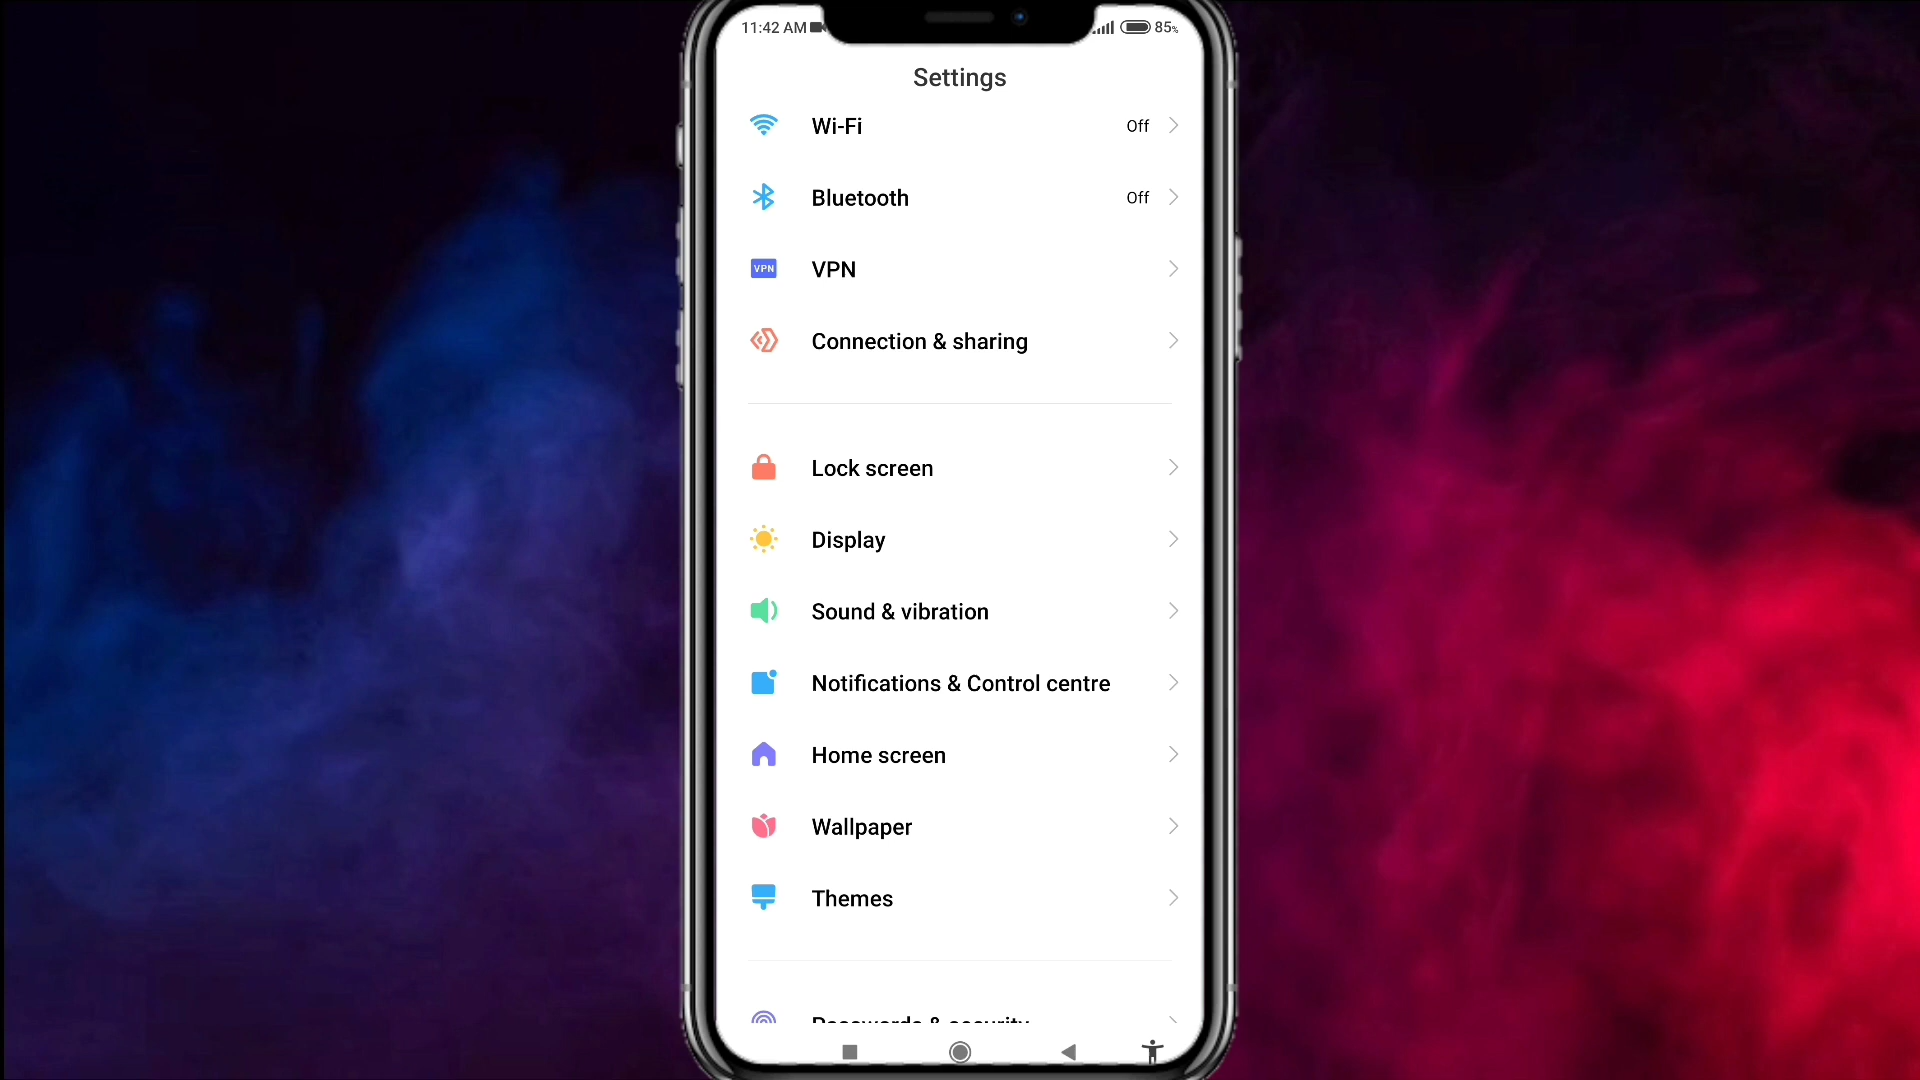 11:42 AM 85%
Settings
Wi-Fi Off
Bluetooth Off
VPN VPN
Connection & sharing
Lock screen
Display
Sound & vibration
Notifications & Control centre
Home screen
Wallpaper
Themes
Passwords & security